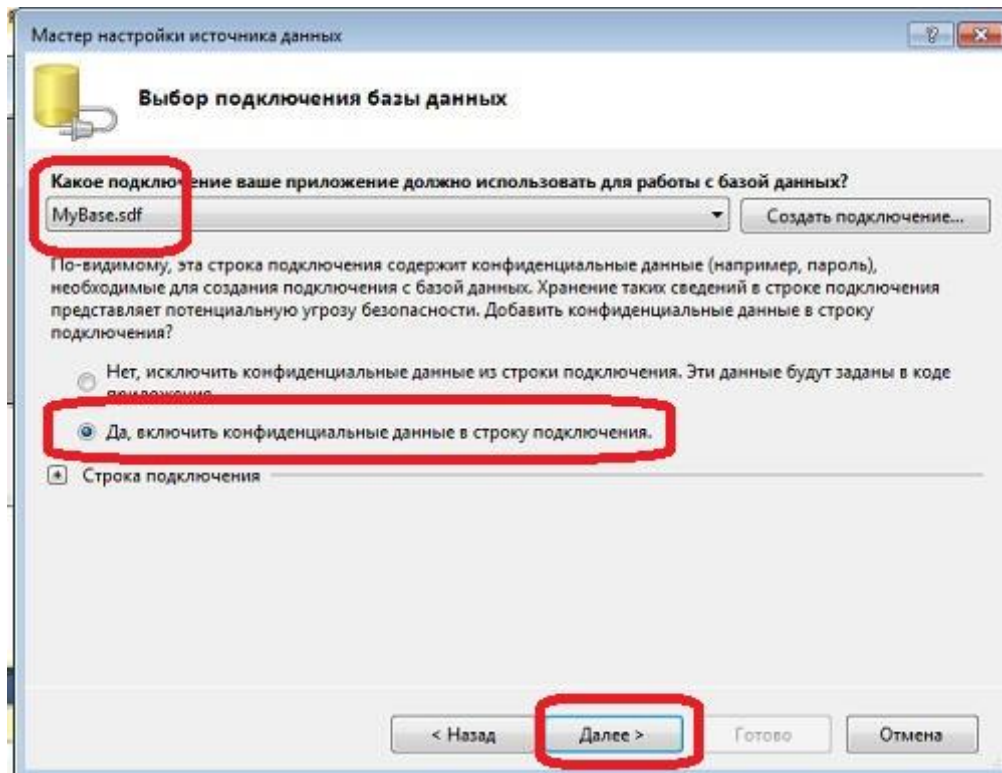 Мастер настройки источника данных
Выбор подключения базы данных
Какое подключение ваше приложение должно использовать для работы с базой данных?
MyBase.sdf
Создать подключение...
По-видимому, эта строка подключения содержит конфиденциальные данные (например, пароль),
необходимые для создания подключения с базой данных. Хранение таких сведений в строке подключения
представляет потенциальную угрозу безопасности. Добавить конфиденциальные данные в строку
подключения?
Нет, исключить конфиденциальные данные из строки подключения. Эти данные будут заданы в коде
приложения.
Да, включить конфиденциальные данные в строку подключения.
Строка подключения
< Назад
Далее >
Готово
Отмена